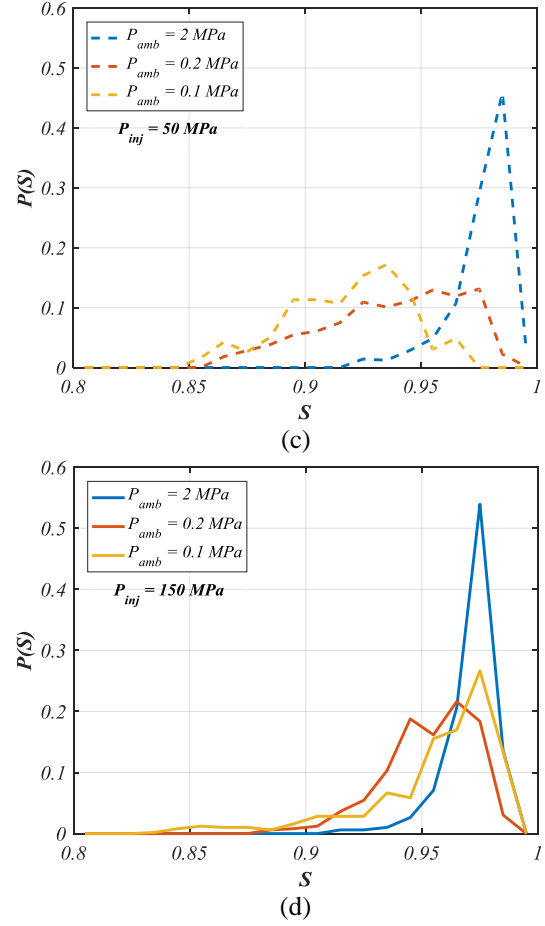 0.6
0.5
0.4
0.3
0.2
0.1
0
P(S)
P_amb = 2 MPa
P_amb = 0.2 MPa
P_amb = 0.1 MPa
P_inj = 50 MPa
0.8 0.85 0.9 0.95 1
S
(c)
0.6
0.5
0.4
0.3
0.2
0.1
0
P(S)
P_amb = 2 MPa
P_amb = 0.2 MPa
P_amb = 0.1 MPa
P_inj = 150 MPa
0.8 0.85 0.9 0.95 1
S
(d)